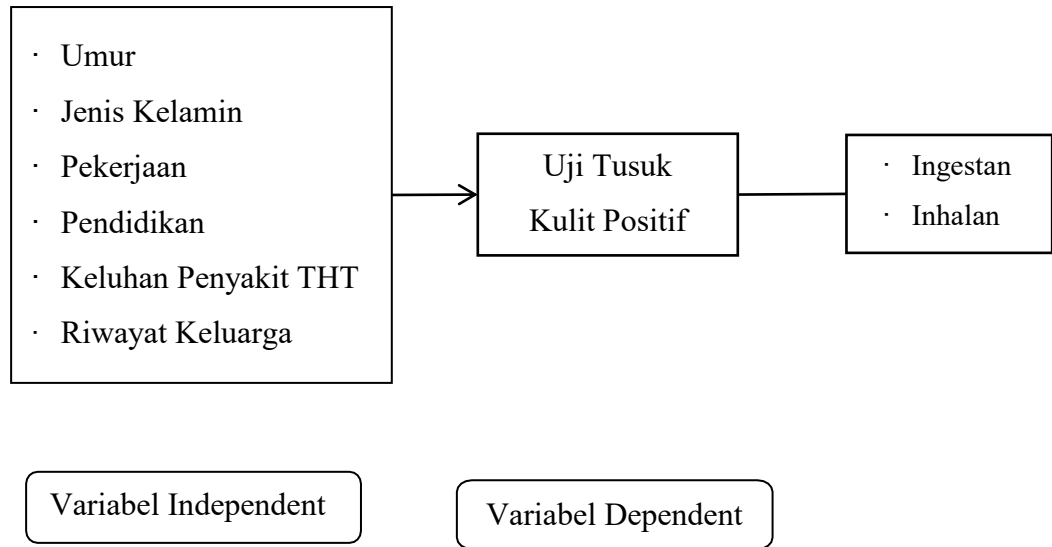 · Umur
· Jenis Kelamin
· Pekerjaan
· Pendidikan
· Keluhan Penyakit THT
· Riwayat Keluarga
Uji Tusuk
Kulit Positif
· Ingestan
· Inhalan
Variabel Independent
Variabel Dependent